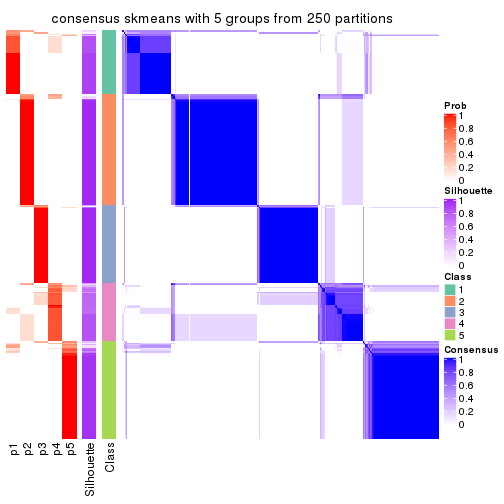 consensus skmeans with 5 groups from 250 partitions
Prob
1
0.8
0.6
0.4
0.2
0
Silhouette
1
0.8
0.6
0.4
0.2
0
Class
1
2
3
4
5
Consensus
1
0.8
0.6
0.4
0.2
0
p1
p2
p3
p4
p5
Silhouette
Class